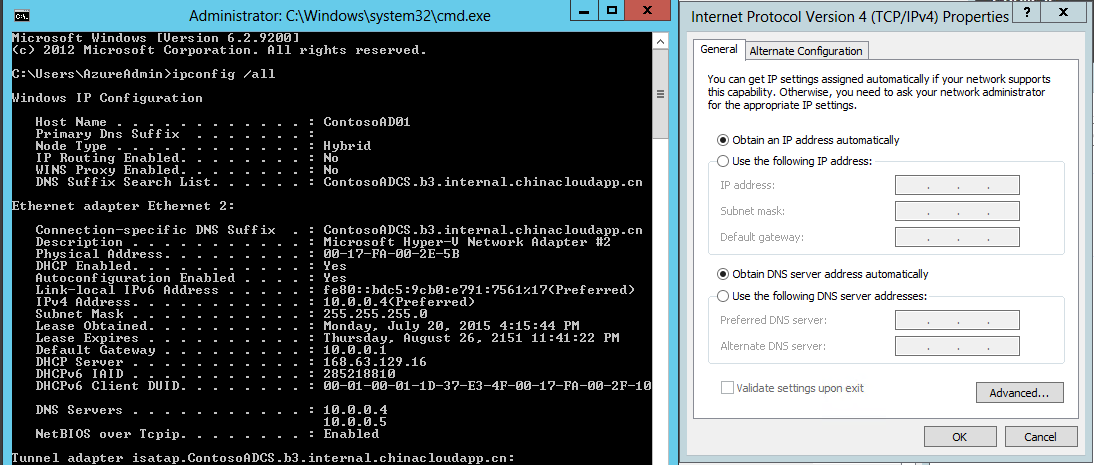 Administrator: C:\Windows\system32\cmd.exe
Microsoft Windows [Version 6.2.9200]
(c) 2012 Microsoft Corporation. All rights reserved.
C:\Users\AzureAdmin>ipconfig /all
Windows IP Configuration
Host Name . . . . . . . . . . . . : ContosoAD01
Primary Dns Suffix  . . . . . . . :
Node Type . . . . . . . . . . . . : Hybrid
IP Routing Enabled. . . . . . . . : No
WINS Proxy Enabled. . . . . . . . : No
DNS Suffix Search List. . . . . . : ContosoADCS.b3.internal.chinacloudapp.cn
Ethernet adapter Ethernet 2:
Connection-specific DNS Suffix  . : ContosoADCS.b3.internal.chinacloudapp.cn
Description . . . . . . . . . . . : Microsoft Hyper-V Network Adapter #2
Physical Address. . . . . . . . . : 00-17-FA-00-2E-5B
DHCP Enabled. . . . . . . . . . . : Yes
Autoconfiguration Enabled . . . . : Yes
Link-local IPv6 Address . . . . . : fe80::bdc5:9cb0:e791:7561%17(Preferred)
IPv4 Address. . . . . . . . . . . : 10.0.0.4(Preferred)
Subnet Mask . . . . . . . . . . . : 255.255.255.0
Lease Obtained. . . . . . . . . . : Monday, July 20, 2015 4:15:44 PM
Lease Expires . . . . . . . . . . : Thursday, August 26, 2151 11:41:22 PM
Default Gateway . . . . . . . . . : 10.0.0.1
DHCP Server . . . . . . . . . . . : 168.63.129.16
DHCPv6 IAID . . . . . . . . . . . : 285218810
DHCPv6 Client DUID. . . . . . . . : 00-01-00-01-1D-37-E3-4F-00-17-FA-00-2F-10
DNS Servers . . . . . . . . . . . : 10.0.0.4
10.0.0.5
NetBIOS over Tcpip. . . . . . . . : Enabled
Tunnel adapter isatap.ContosoADCS.b3.internal.chinacloudapp.cn:
Internet Protocol Version 4 (TCP/IPv4) Properties
General Alternate Configuration
You can get IP settings assigned automatically if your network supports
this capability. Otherwise, you need to ask your network administrator
for the appropriate IP settings.
Obtain an IP address automatically
Use the following IP address:
IP address:
Subnet mask:
Default gateway:
Obtain DNS server address automatically
Use the following DNS server addresses:
Preferred DNS server:
Alternate DNS server:
Validate settings upon exit
Advanced...
OK Cancel